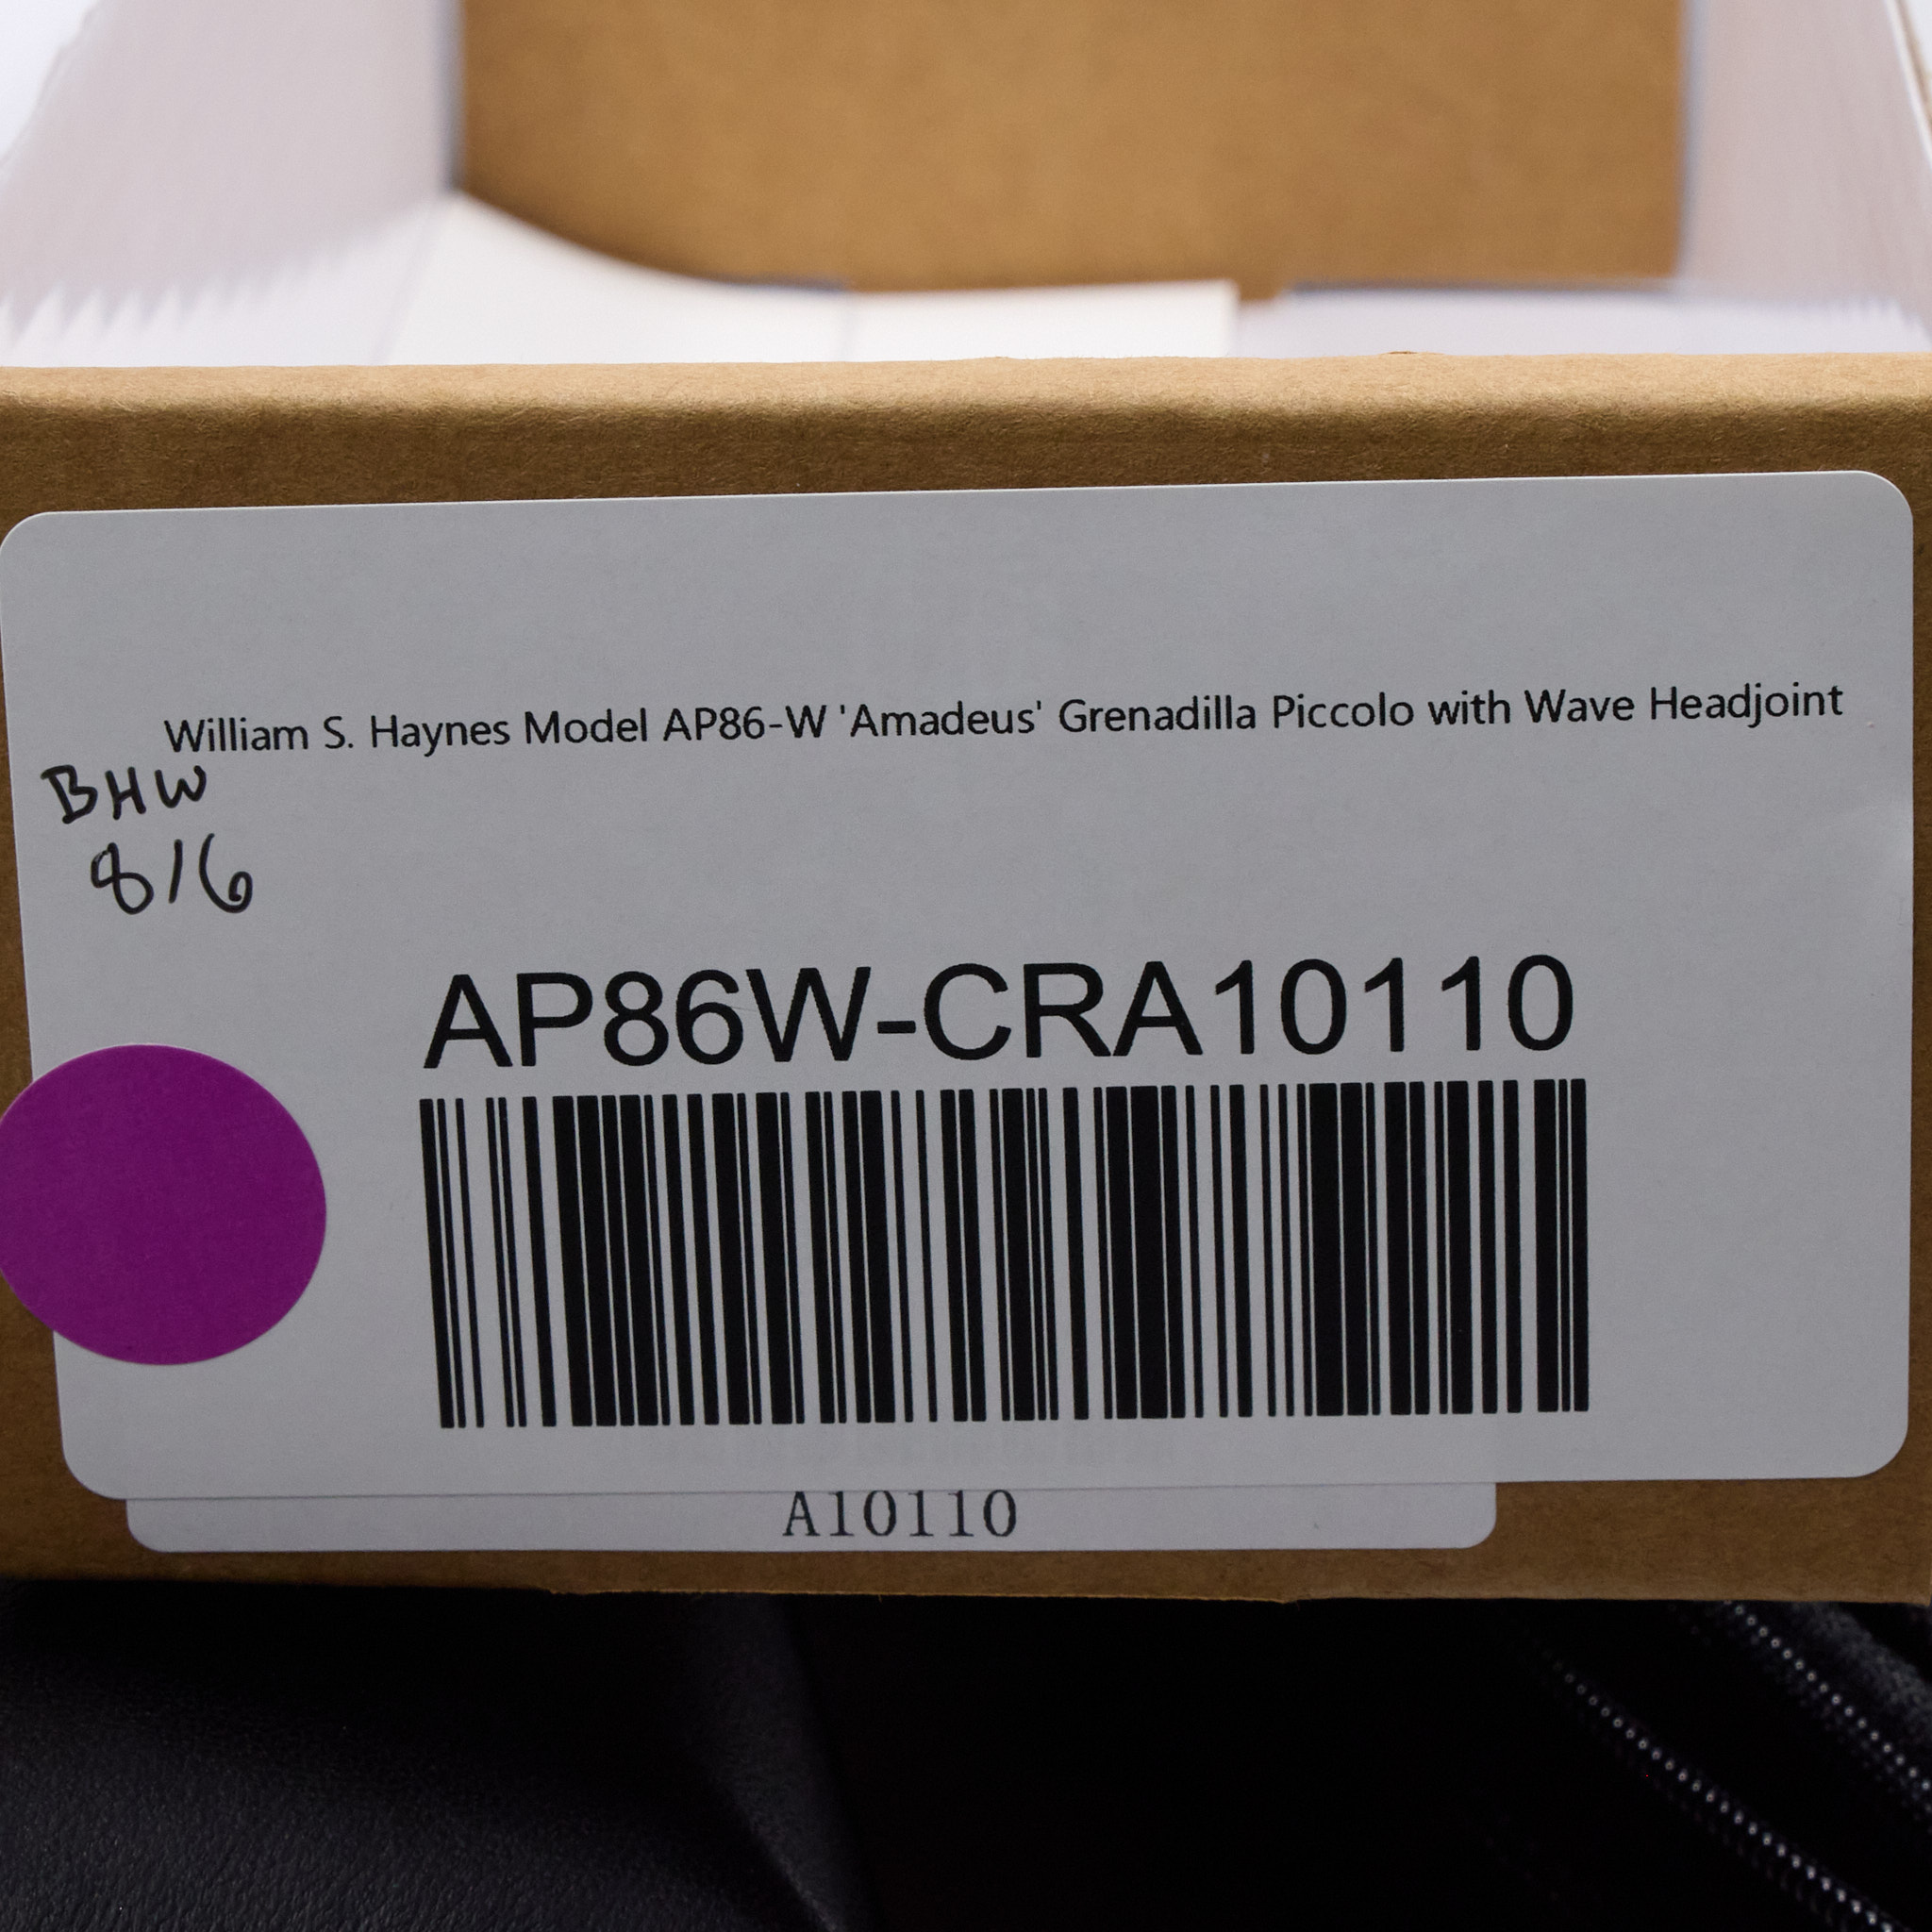 William S. Haynes Model AP86-W 'Amadeus' Grenadilla Piccolo with Wave Headjoint
BHW
8/6
AP86W-CRA10110
A10110